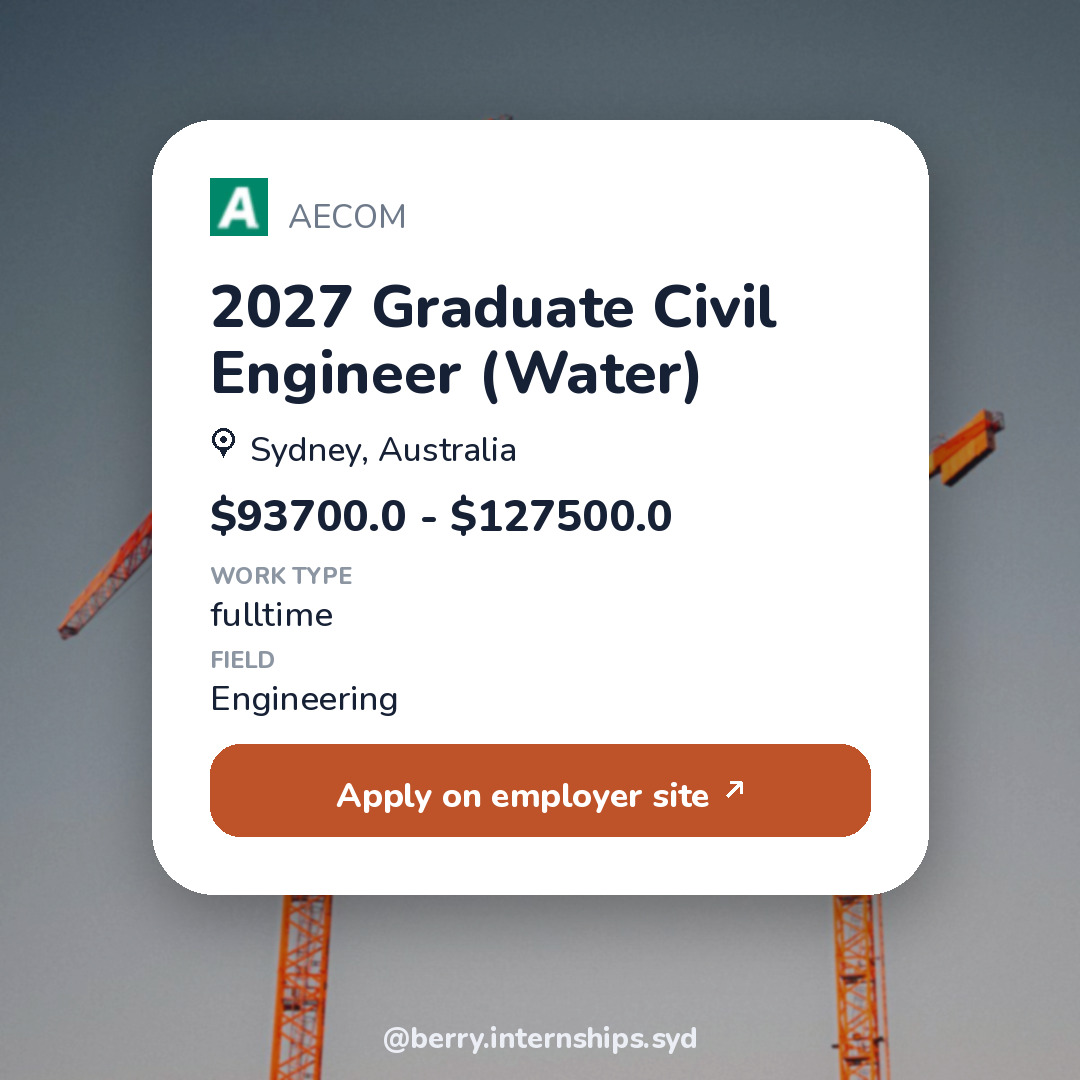 A AECOM
2027 Graduate Civil
Engineer (Water)
Sydney, Australia
$93700.0 - $127500.0
WORK TYPE
fulltime
FIELD
Engineering
Apply on employer site
@berry.internships.syd